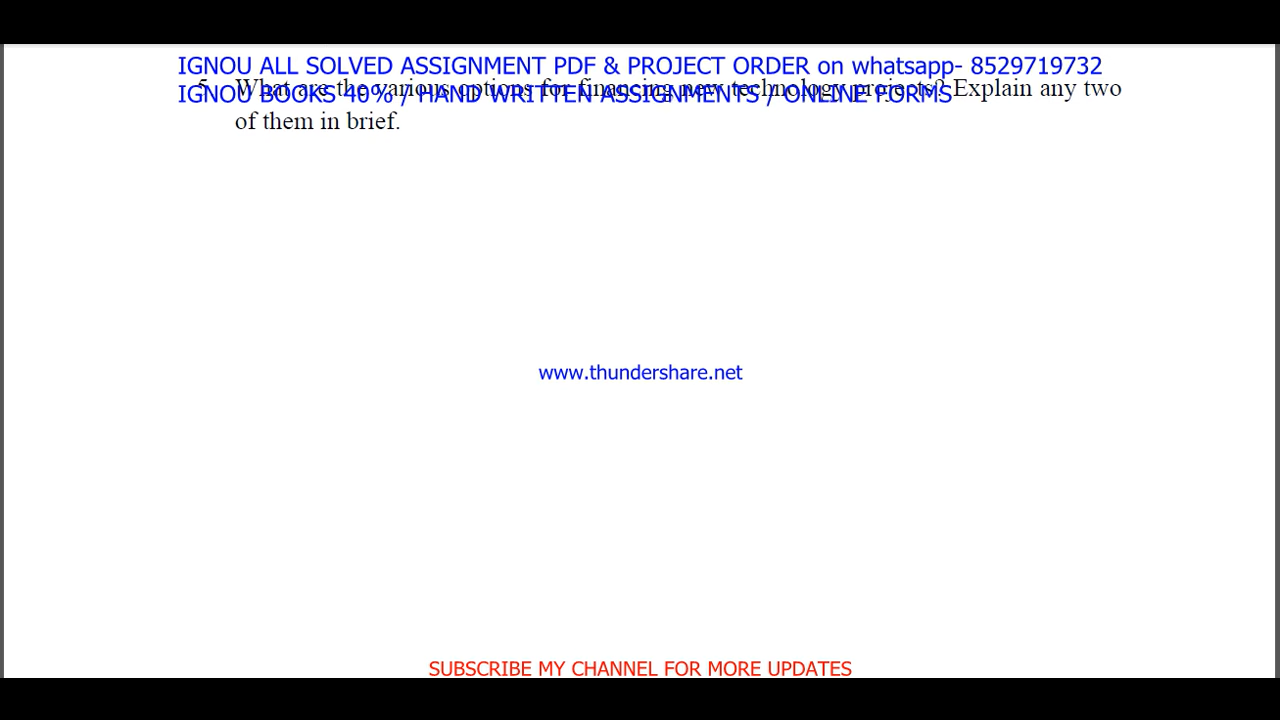 IGNOU ALL SOLVED ASSIGNMENT PDF & PROJECT ORDER on whatsapp- 8529719732
5. What are the various options for financing new technology projects? Explain any two
IGNOU BOOKS 40% / HAND WRITTEN ASSIGNMENTS / ONLINE FORMS
of them in brief.
www.thundershare.net
SUBSCRIBE MY CHANNEL FOR MORE UPDATES